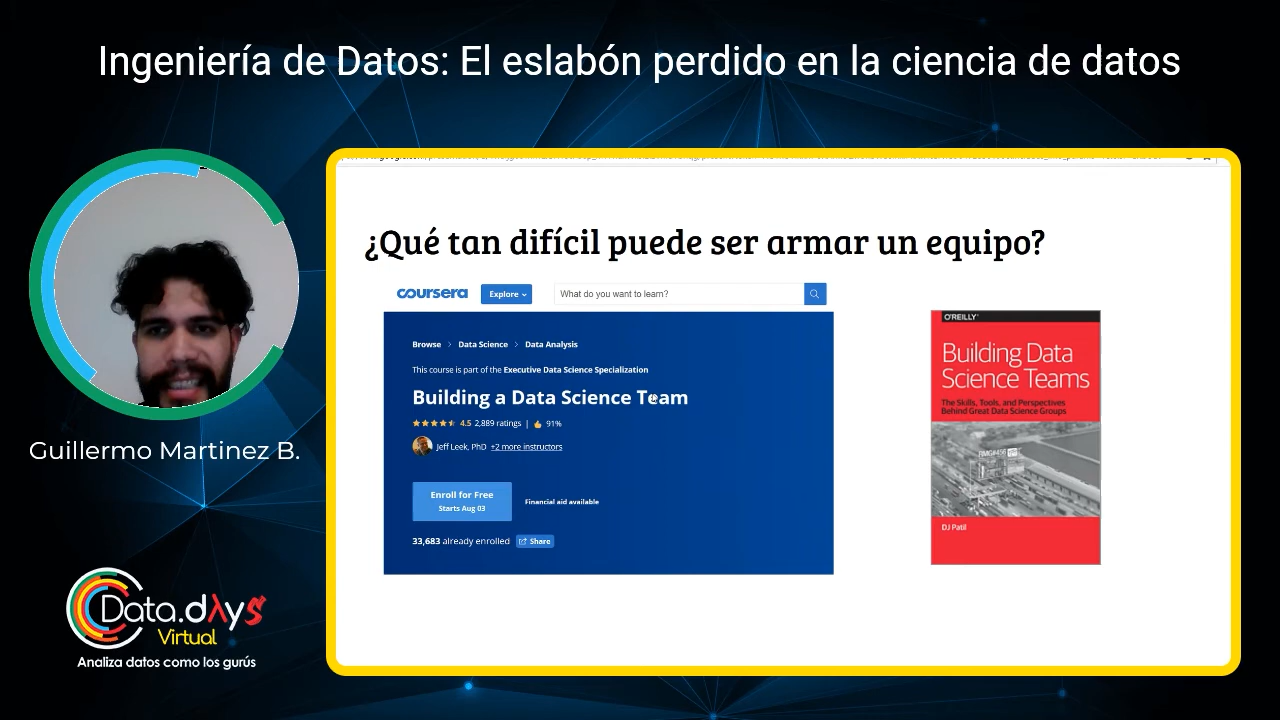 Ingeniería de Datos: El eslabón perdido en la ciencia de datos
Guillermo Martinez B.
Data.dλys
Virtual
Analiza datos como los gurús
¿Qué tan difícil puede ser armar un equipo?
coursera
Explore
What do you want to learn?
Browse > Data Science > Data Analysis
This course is part of the Executive Data Science Specialization
Building a Data Science Team
4.5 2,889 ratings | 91%
Jeff Leek, PhD +2 more instructors
Enroll for Free
Starts Aug 03
Financial aid available
33,683 already enrolled Share
O'REILLY®
Building Data
Science Teams
The Skills, Tools, and Perspectives
Behind Great Data Science Groups
DJ Patil